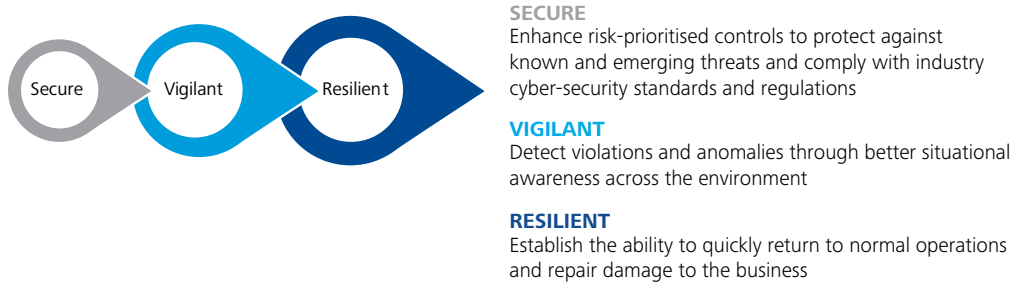 Secure
Vigilant
Resilient
SECURE
Enhance risk-prioritised controls to protect against
known and emerging threats and comply with industry
cyber-security standards and regulations
VIGILANT
Detect violations and anomalies through better situational
awareness across the environment
RESILIENT
Establish the ability to quickly return to normal operations
and repair damage to the business